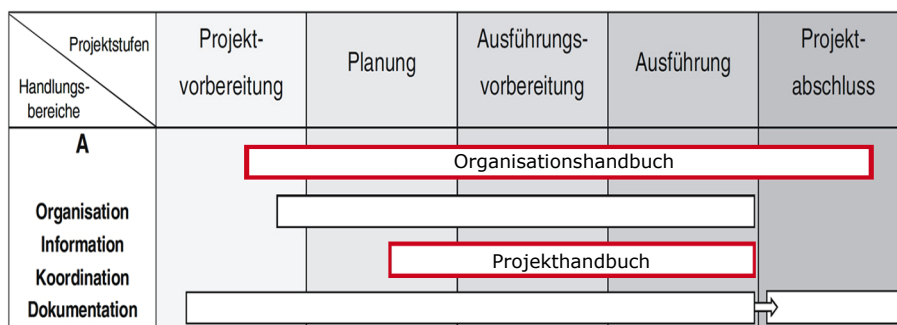 Projektstufen
Handlungs-
bereiche
Projekt-
vorbereitung
Planung
Ausführungs-
vorbereitung
Ausführung
Projekt-
abschluss
A
Organisationshandbuch
Organisation
Information
Projekthandbuch
Koordination
Dokumentation